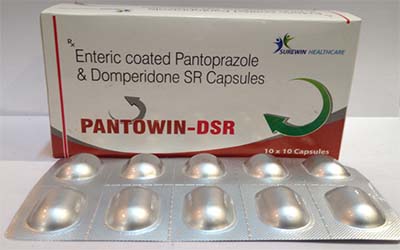 Rx
Enteric coated Pantoprazole
& Domperidone SR Capsules
SUREWIN HEALTHCARE
PANTOWIN-DSR
10 x 10 Capsules